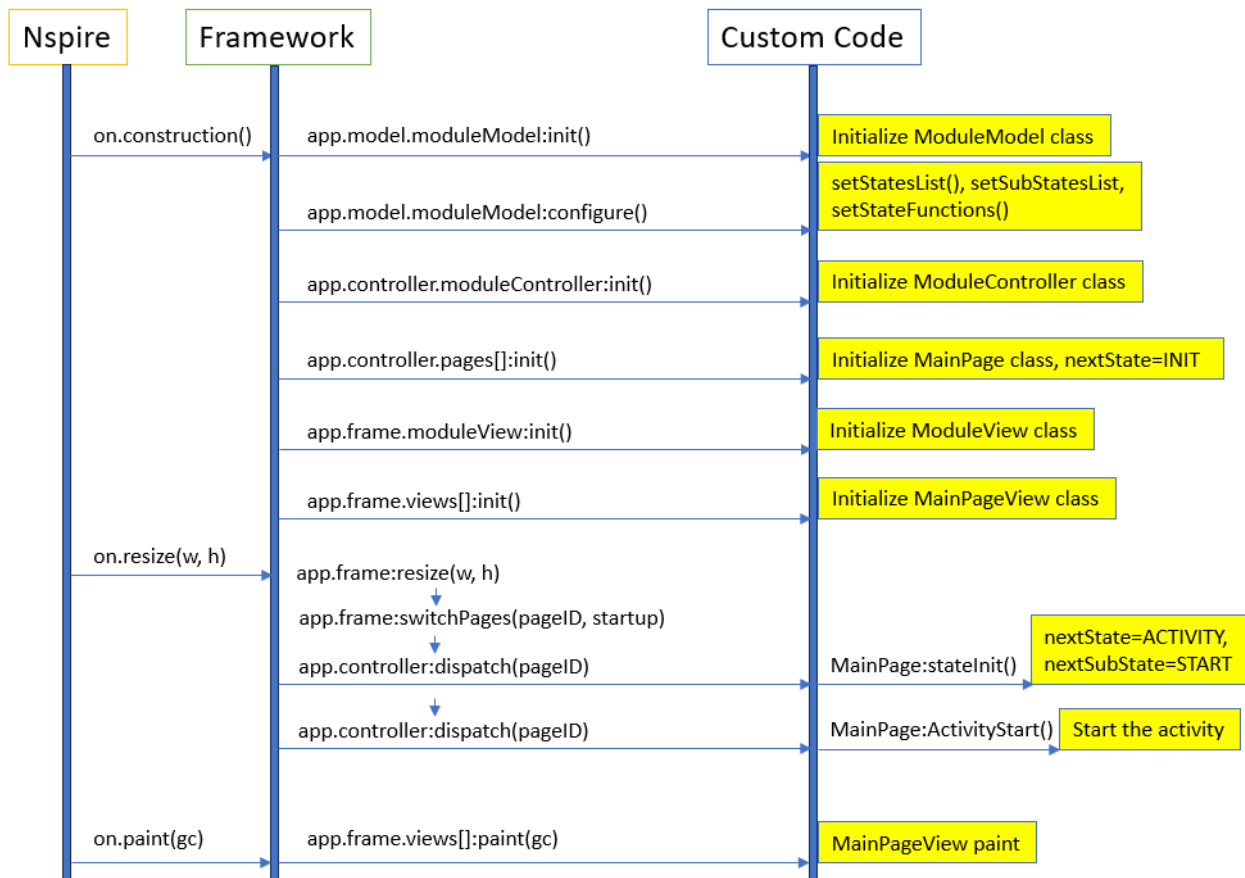 Nspire
Framework
Custom Code
on.construction()
app.model.moduleModel:init()
Initialize ModuleModel class
app.model.moduleModel:configure()
setStatesList(), setSubStatesList,
setStateFunctions()
app.controller.moduleController:init()
Initialize ModuleController class
app.controller.pages[]:init()
Initialize MainPage class, nextState=INIT
app.frame.moduleView:init()
Initialize ModuleView class
app.frame.views[]:init()
Initialize MainPageView class
on.resize(w, h)
app.frame:resize(w, h)
app.frame:switchPages(pageID, startup)
app.controller:dispatch(pageID)
MainPage:stateInit()
nextState=ACTIVITY,
nextSubState=START
app.controller:dispatch(pageID)
MainPage:ActivityStart()
Start the activity
on.paint(gc)
app.frame.views[]:paint(gc)
MainPageView paint